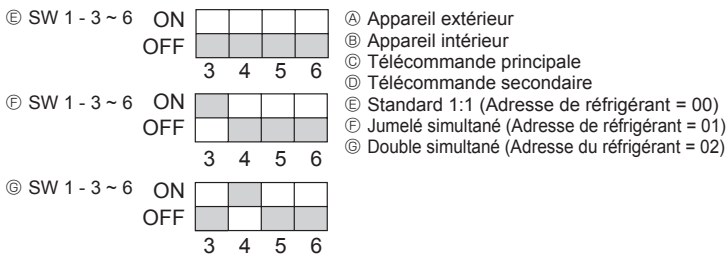 Ⓔ SW 1 - 3 ~ 6 ON
OFF
3 4 5 6
Ⓕ SW 1 - 3 ~ 6 ON
OFF
3 4 5 6
Ⓖ SW 1 - 3 ~ 6 ON
OFF
3 4 5 6
Ⓐ Appareil extérieur
Ⓑ Appareil intérieur
Ⓒ Télécommande principale
Ⓓ Télécommande secondaire
Ⓔ Standard 1:1 (Adresse de réfrigérant = 00)
Ⓕ Jumelé simultané (Adresse de réfrigérant = 01)
Ⓖ Double simultané (Adresse du réfrigérant = 02)